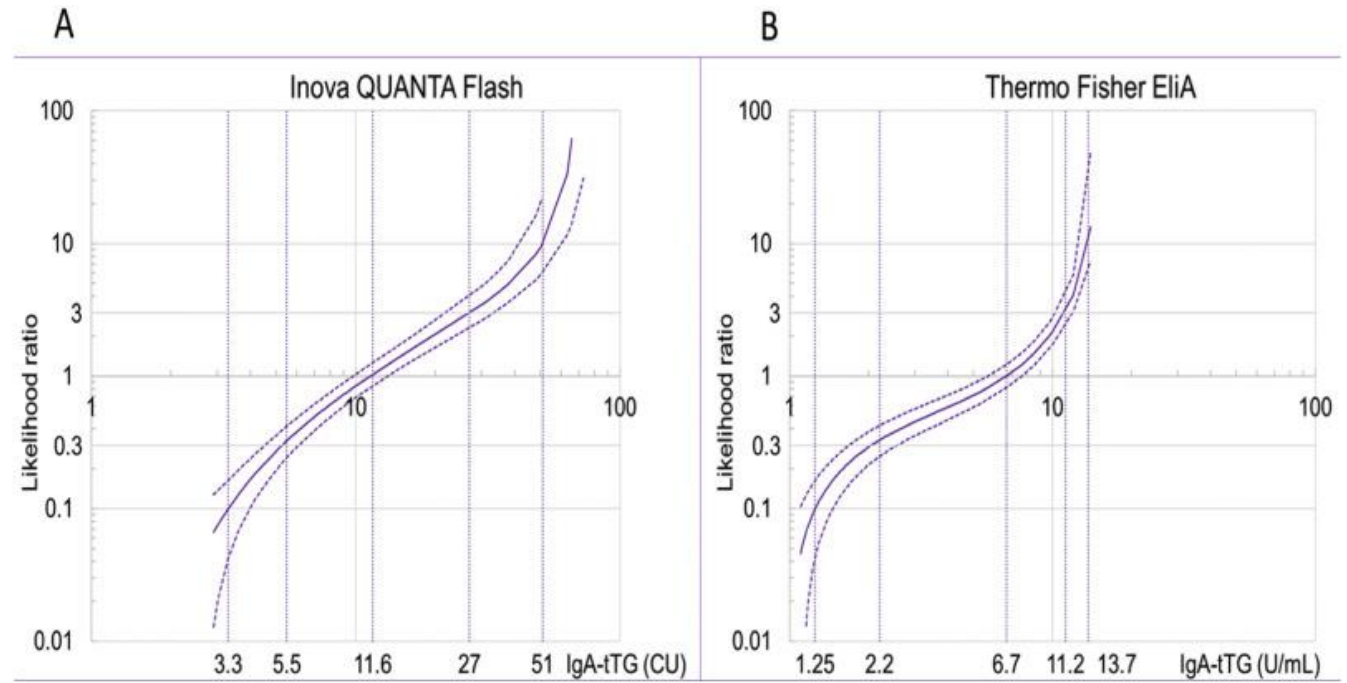 A
B
Inova QUANTA Flash
Thermo Fisher EliA
Likelihood ratio
100
10
3
1
0.3
0.1
0.01
1
10
100
3.3 5.5 11.6 27 51 IgA-tTG (CU)
Likelihood ratio
100
10
3
1
0.3
0.1
0.01
1
10
100
1.25 2.2 6.7 11.2 13.7 IgA-tTG (U/mL)